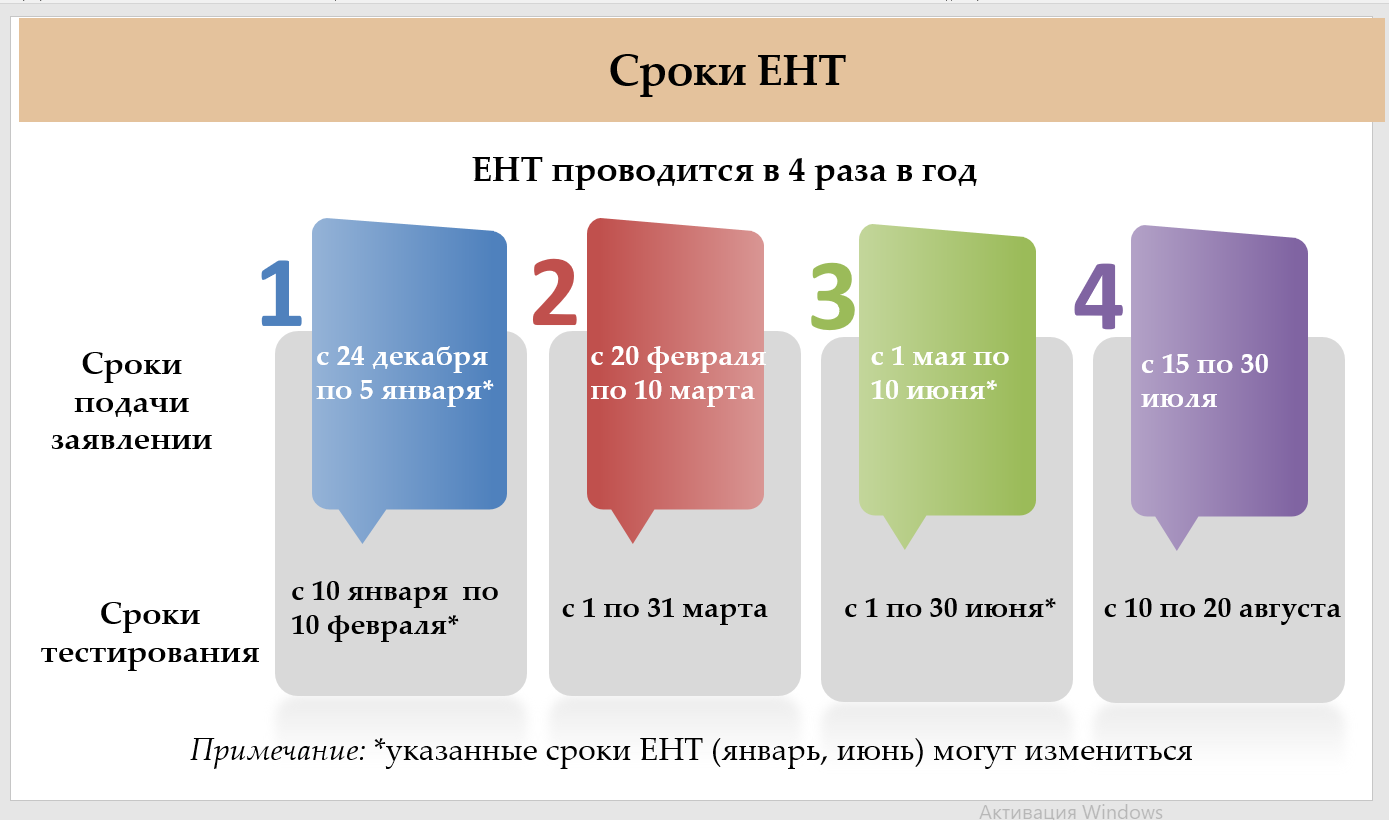 Сроки ЕНТ
ЕНТ проводится в 4 раза в год
1
2
3
4
Сроки
подачи
заявлении
с 24 декабря
по 5 января*
с 20 февраля
по 10 марта
с 1 мая по
10 июня*
с 15 по 30
июля
Сроки
тестирования
с 10 января по
10 февраля*
с 1 по 31 марта
с 1 по 30 июня*
с 10 по 20 августа
Примечание: *указанные сроки ЕНТ (январь, июнь) могут измениться
Активация Windows